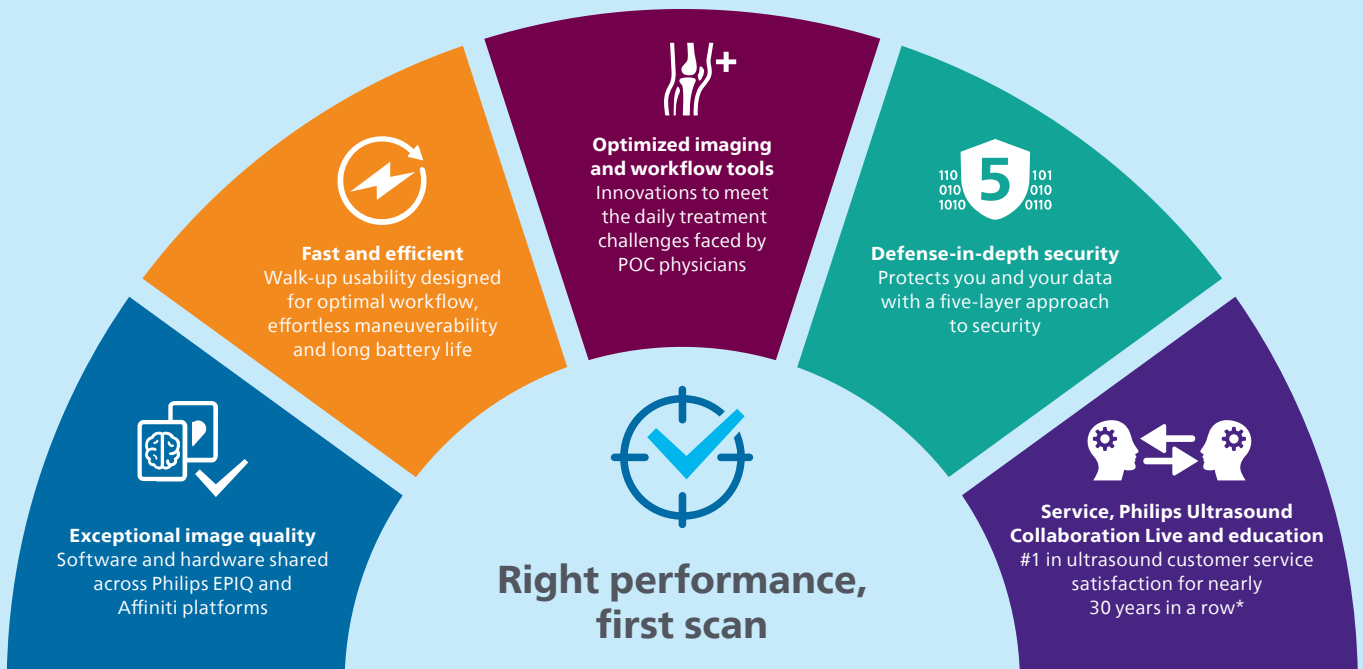 Exceptional image quality
Software and hardware shared
across Philips EPIQ and
Affiniti platforms
Fast and efficient
Walk-up usability designed
for optimal workflow,
effortless maneuverability
and long battery life
Optimized imaging
and workflow tools
Innovations to meet
the daily treatment
challenges faced by
POC physicians
110 5 101
010 010
1010 0110
Defense-in-depth security
Protects you and your data
with a five-layer approach
to security
Service, Philips Ultrasound
Collaboration Live and education
#1 in ultrasound customer service
satisfaction for nearly
30 years in a row*
Right performance,
first scan